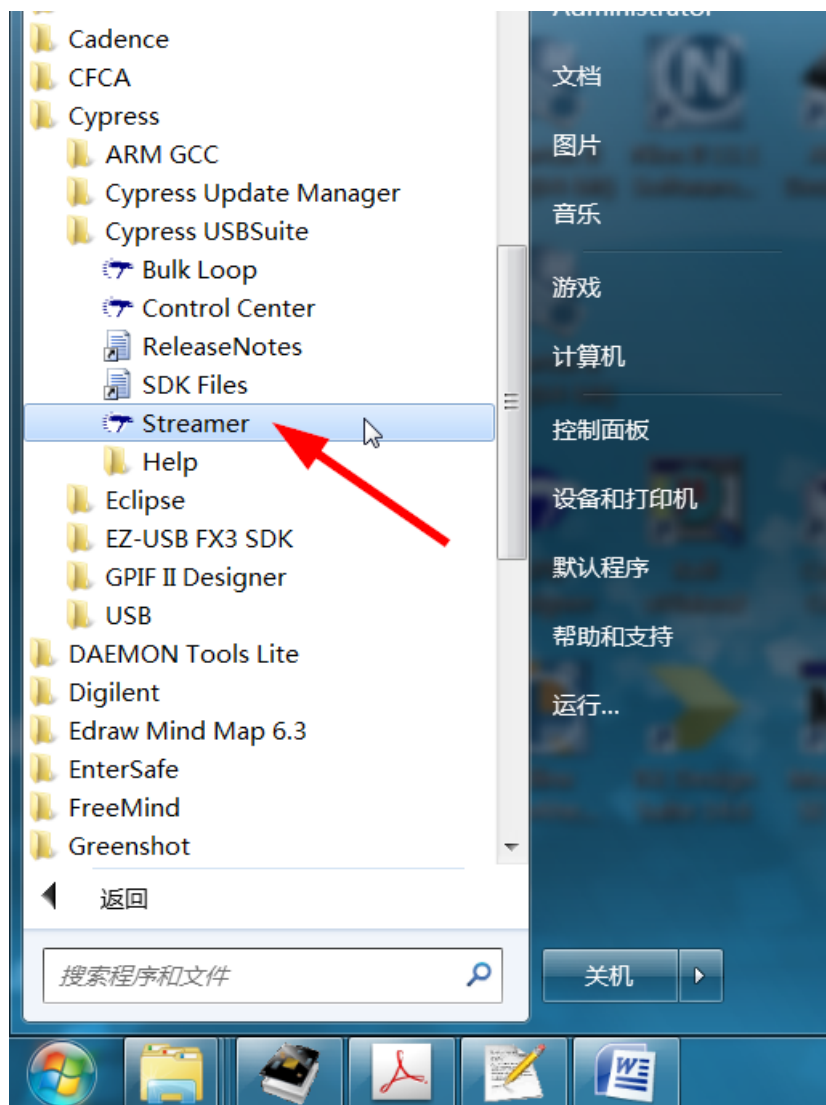 Administrator
Cadence
CFCA
Cypress
ARM GCC
Cypress Update Manager
Cypress USBSuite
Bulk Loop
Control Center
ReleaseNotes
SDK Files
Streamer
Help
Eclipse
EZ-USB FX3 SDK
GPIF II Designer
USB
DAEMON Tools Lite
Digilent
Edraw Mind Map 6.3
EnterSafe
FreeMind
Greenshot
返回
搜索程序和文件
文档
图片
音乐
游戏
计算机
控制面板
设备和打印机
默认程序
帮助和支持
运行...
关机